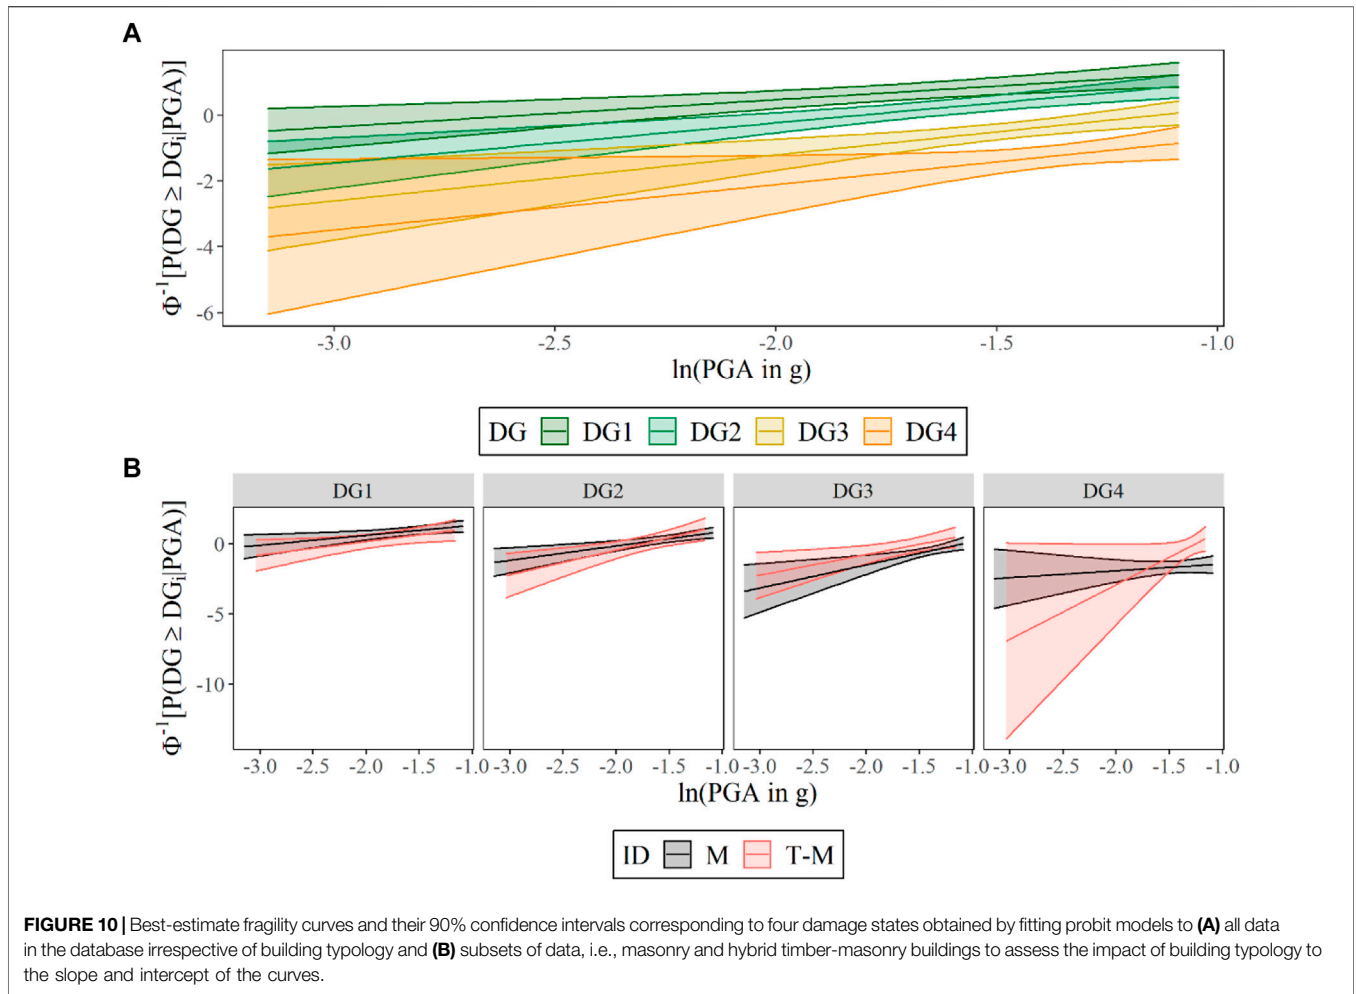 A
Φ⁻¹[P(DG ≥ DGᵢ|PGA)]
0
-2
-4
-6
-3.0 -2.5 -2.0 -1.5 -1.0
ln(PGA in g)
DG DG1 DG2 DG3 DG4
B
DG1 DG2 DG3 DG4
Φ⁻¹[P(DG ≥ DGᵢ|PGA)]
0
-5
-10
-3.0 -2.5 -2.0 -1.5 -1.0 -3.0 -2.5 -2.0 -1.5 -1.0 -3.0 -2.5 -2.0 -1.5 -1.0 -3.0 -2.5 -2.0 -1.5 -1.0
ln(PGA in g)
ID M T-M
FIGURE 10 | Best-estimate fragility curves and their 90% confidence intervals corresponding to four damage states obtained by fitting probit models to (A) all data
in the database irrespective of building typology and (B) subsets of data, i.e., masonry and hybrid timber-masonry buildings to assess the impact of building typology to
the slope and intercept of the curves.